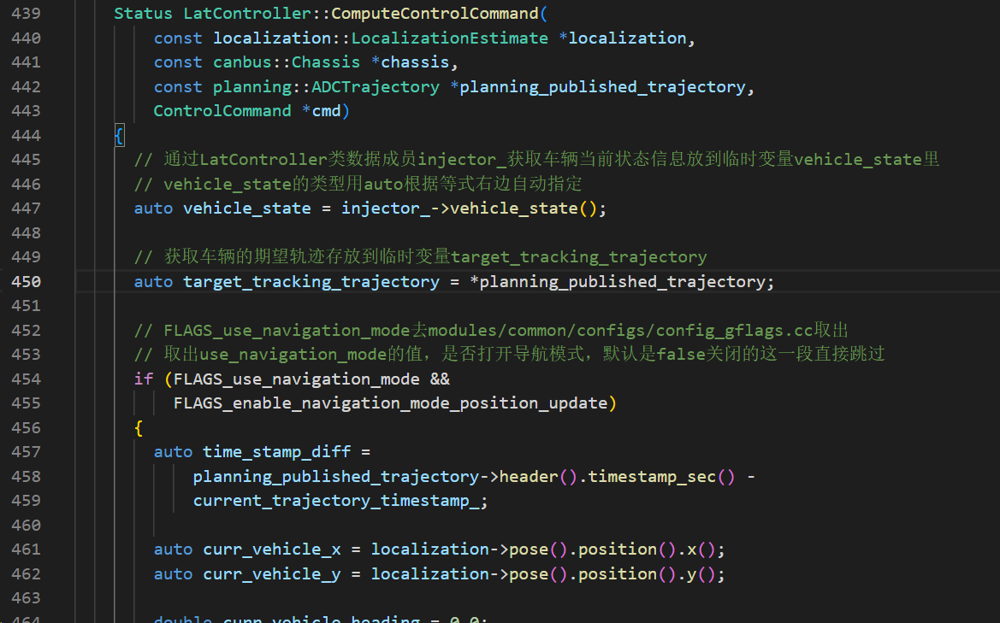 439 Status LatController::ComputeControlCommand(
440 const localization::LocalizationEstimate *localization,
441 const canbus::Chassis *chassis,
442 const planning::ADCTrajectory *planning_published_trajectory,
443 ControlCommand *cmd)
444 {
445 // 通过LatController类数据成员injector_获取车辆当前状态信息放到临时变量vehicle_state里
446 // vehicle_state的类型用auto根据等式右边自动指定
447 auto vehicle_state = injector_->vehicle_state();
448
449 // 获取车辆的期望轨迹存放到临时变量target_tracking_trajectory
450 auto target_tracking_trajectory = *planning_published_trajectory;
451
452 // FLAGS_use_navigation_mode去modules/common/configs/config_gflags.cc取出
453 // 取出use_navigation_mode的值，是否打开导航模式，默认是false关闭的这一段直接跳过
454 if (FLAGS_use_navigation_mode &&
455 FLAGS_enable_navigation_mode_position_update)
456 {
457 auto time_stamp_diff =
458 planning_published_trajectory->header().timestamp_sec() -
459 current_trajectory_timestamp_;
460
461 auto curr_vehicle_x = localization->pose().position().x();
462 auto curr_vehicle_y = localization->pose().position().y();
463
464 double curr_vehicle_heading = 0.0;